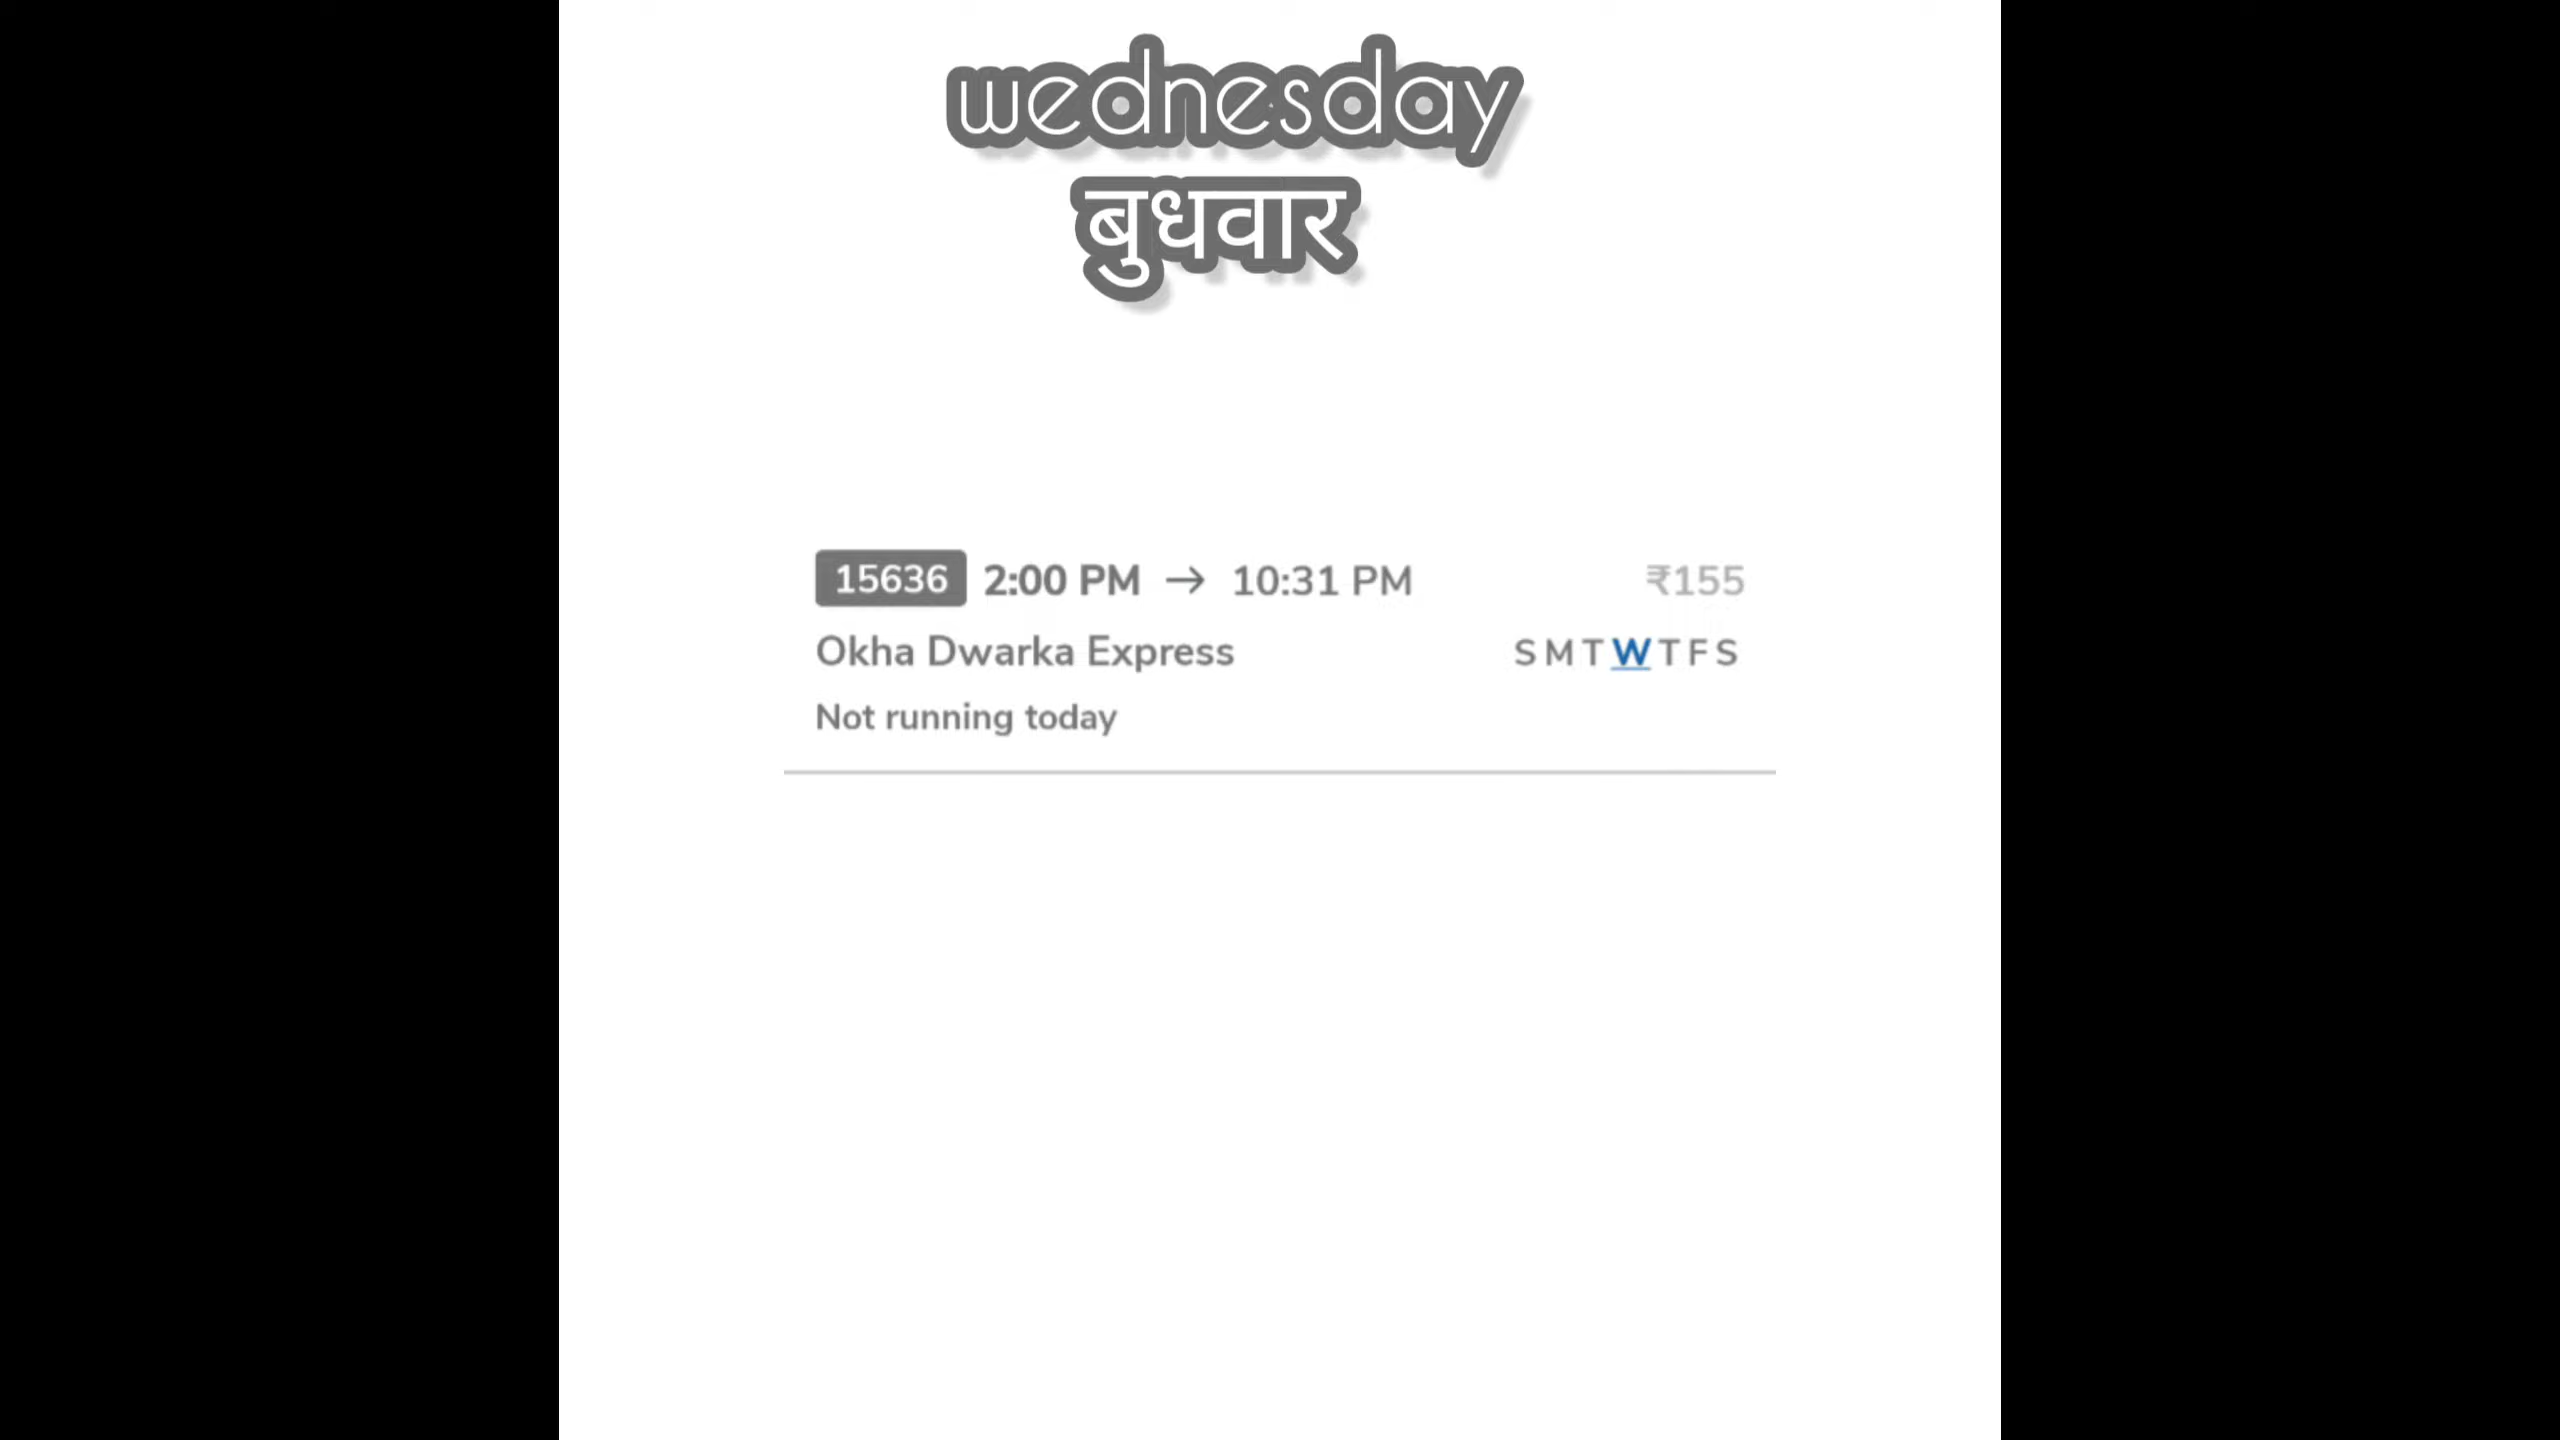 wednesday
बुधवार
15636 2:00 PM → 10:31 PM ₹155
Okha Dwarka Express S M T W T F S
Not running today